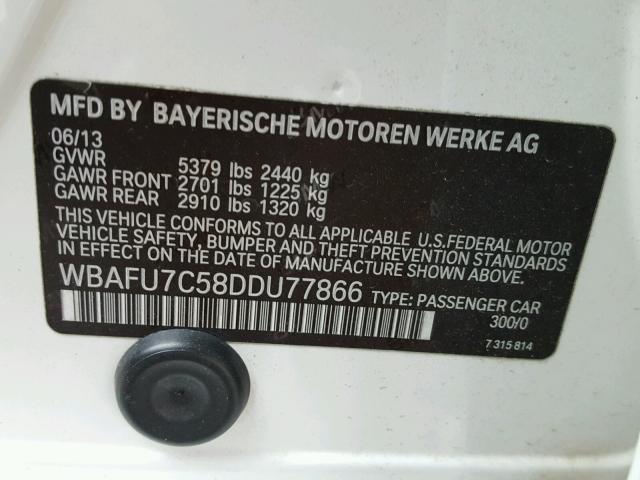 MFD BY BAYERISCHE MOTOREN WERKE AG
06/13
GVWR 5379 lbs 2440 kg
GAWR FRONT 2701 lbs 1225 kg
GAWR REAR 2910 lbs 1320 kg
THIS VEHICLE CONFORMS TO ALL APPLICABLE U.S.FEDERAL MOTOR
VEHICLE SAFETY, BUMPER AND THEFT PREVENTION STANDARDS
IN EFFECT ON THE DATE OF MANUFACTURE SHOWN ABOVE.
WBAFU7C58DDU77866 TYPE: PASSENGER CAR
300/0
7 315 814